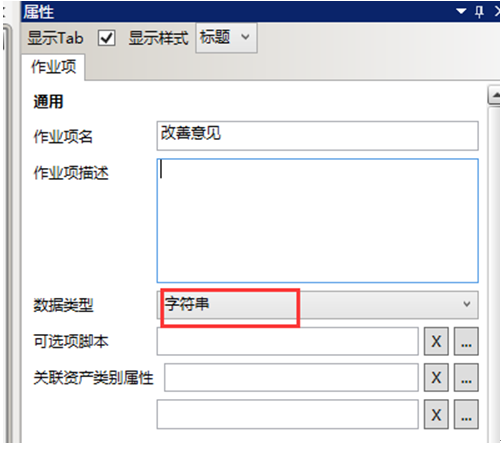 属性
显示Tab 显示样式 标题
作业项
通用
作业项名 改善意见
作业项描述
数据类型 字符串
可选项脚本 X ...
关联资产类别属性 X ...
X ...